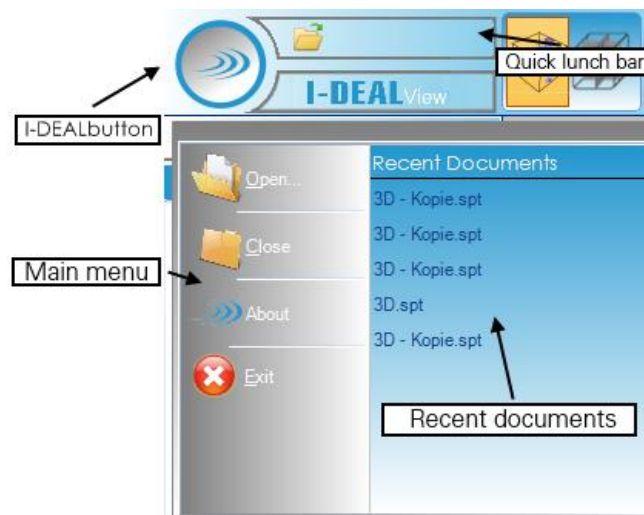 Quick lunch bar
I-DEALView
I-DEALbutton
Recent Documents
Open...
3D - Kopie.spt
3D - Kopie.spt
Close
3D - Kopie.spt
Main menu
About
3D.spt
3D - Kopie.spt
Exit
Recent documents